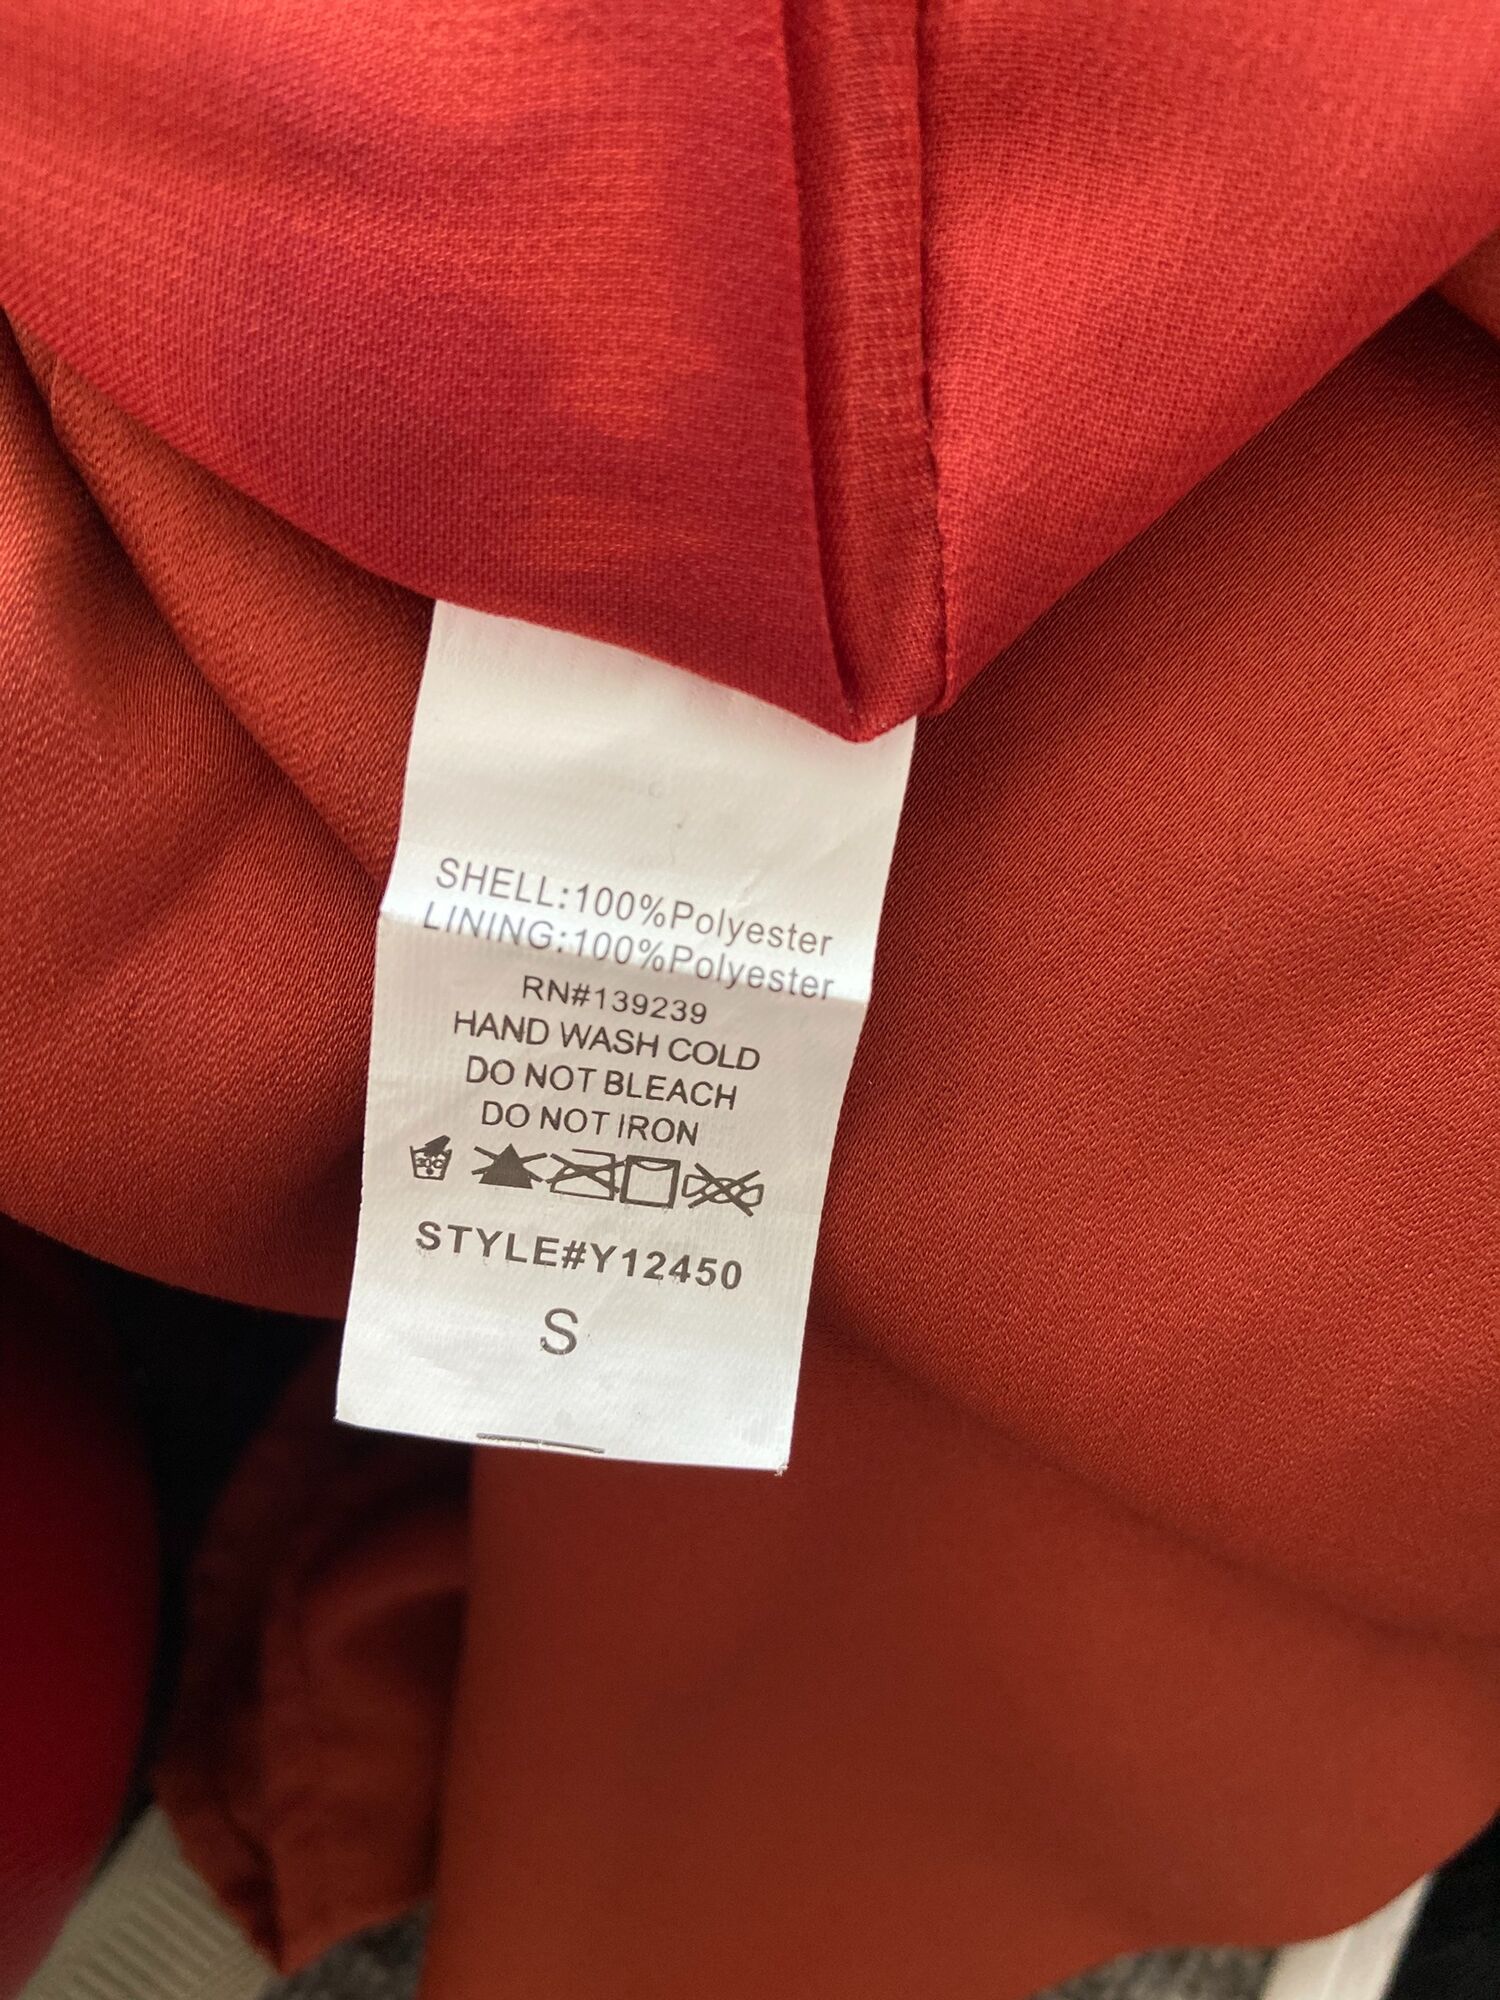 SHELL:100%Polyester
LINING:100%Polyester
RN#139239
HAND WASH COLD
DO NOT BLEACH
DO NOT IRON
30C
STYLE#Y12450
S